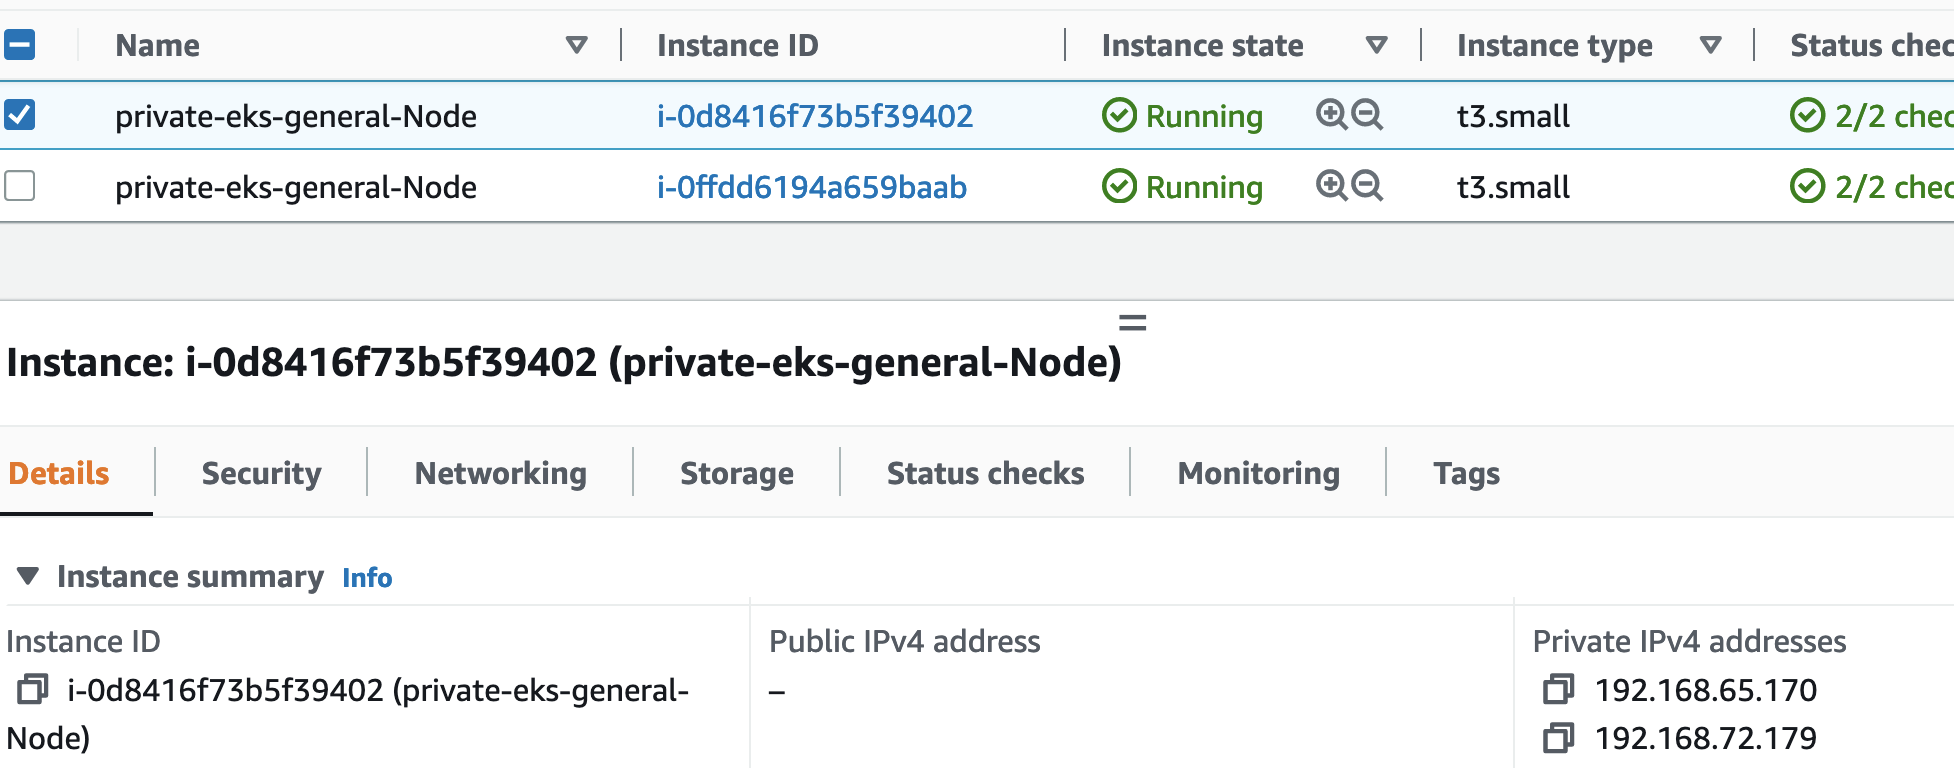 Name Instance ID Instance state Instance type Status chec
private-eks-general-Node i-0d8416f73b5f39402 Running t3.small 2/2 chec
private-eks-general-Node i-0ffdd6194a659baab Running t3.small 2/2 chec
Instance: i-0d8416f73b5f39402 (private-eks-general-Node)
Details Security Networking Storage Status checks Monitoring Tags
Instance summary Info
Instance ID Public IPv4 address Private IPv4 addresses
i-0d8416f73b5f39402 (private-eks-general- – 192.168.65.170
Node) 192.168.72.179